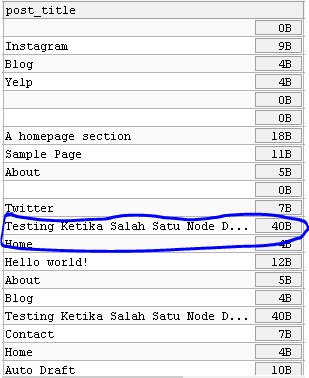 post_title
0B
Instagram 9B
Blog 4B
Yelp 4B
0B
0B
A homepage section 18B
Sample Page 11B
About 5B
0B
Twitter 7B
Testing Ketika Salah Satu Node D... 40B
Home 4B
Hello world! 12B
About 5B
Blog 4B
Testing Ketika Salah Satu Node D... 40B
Contact 7B
Home 4B
Auto Draft 10B